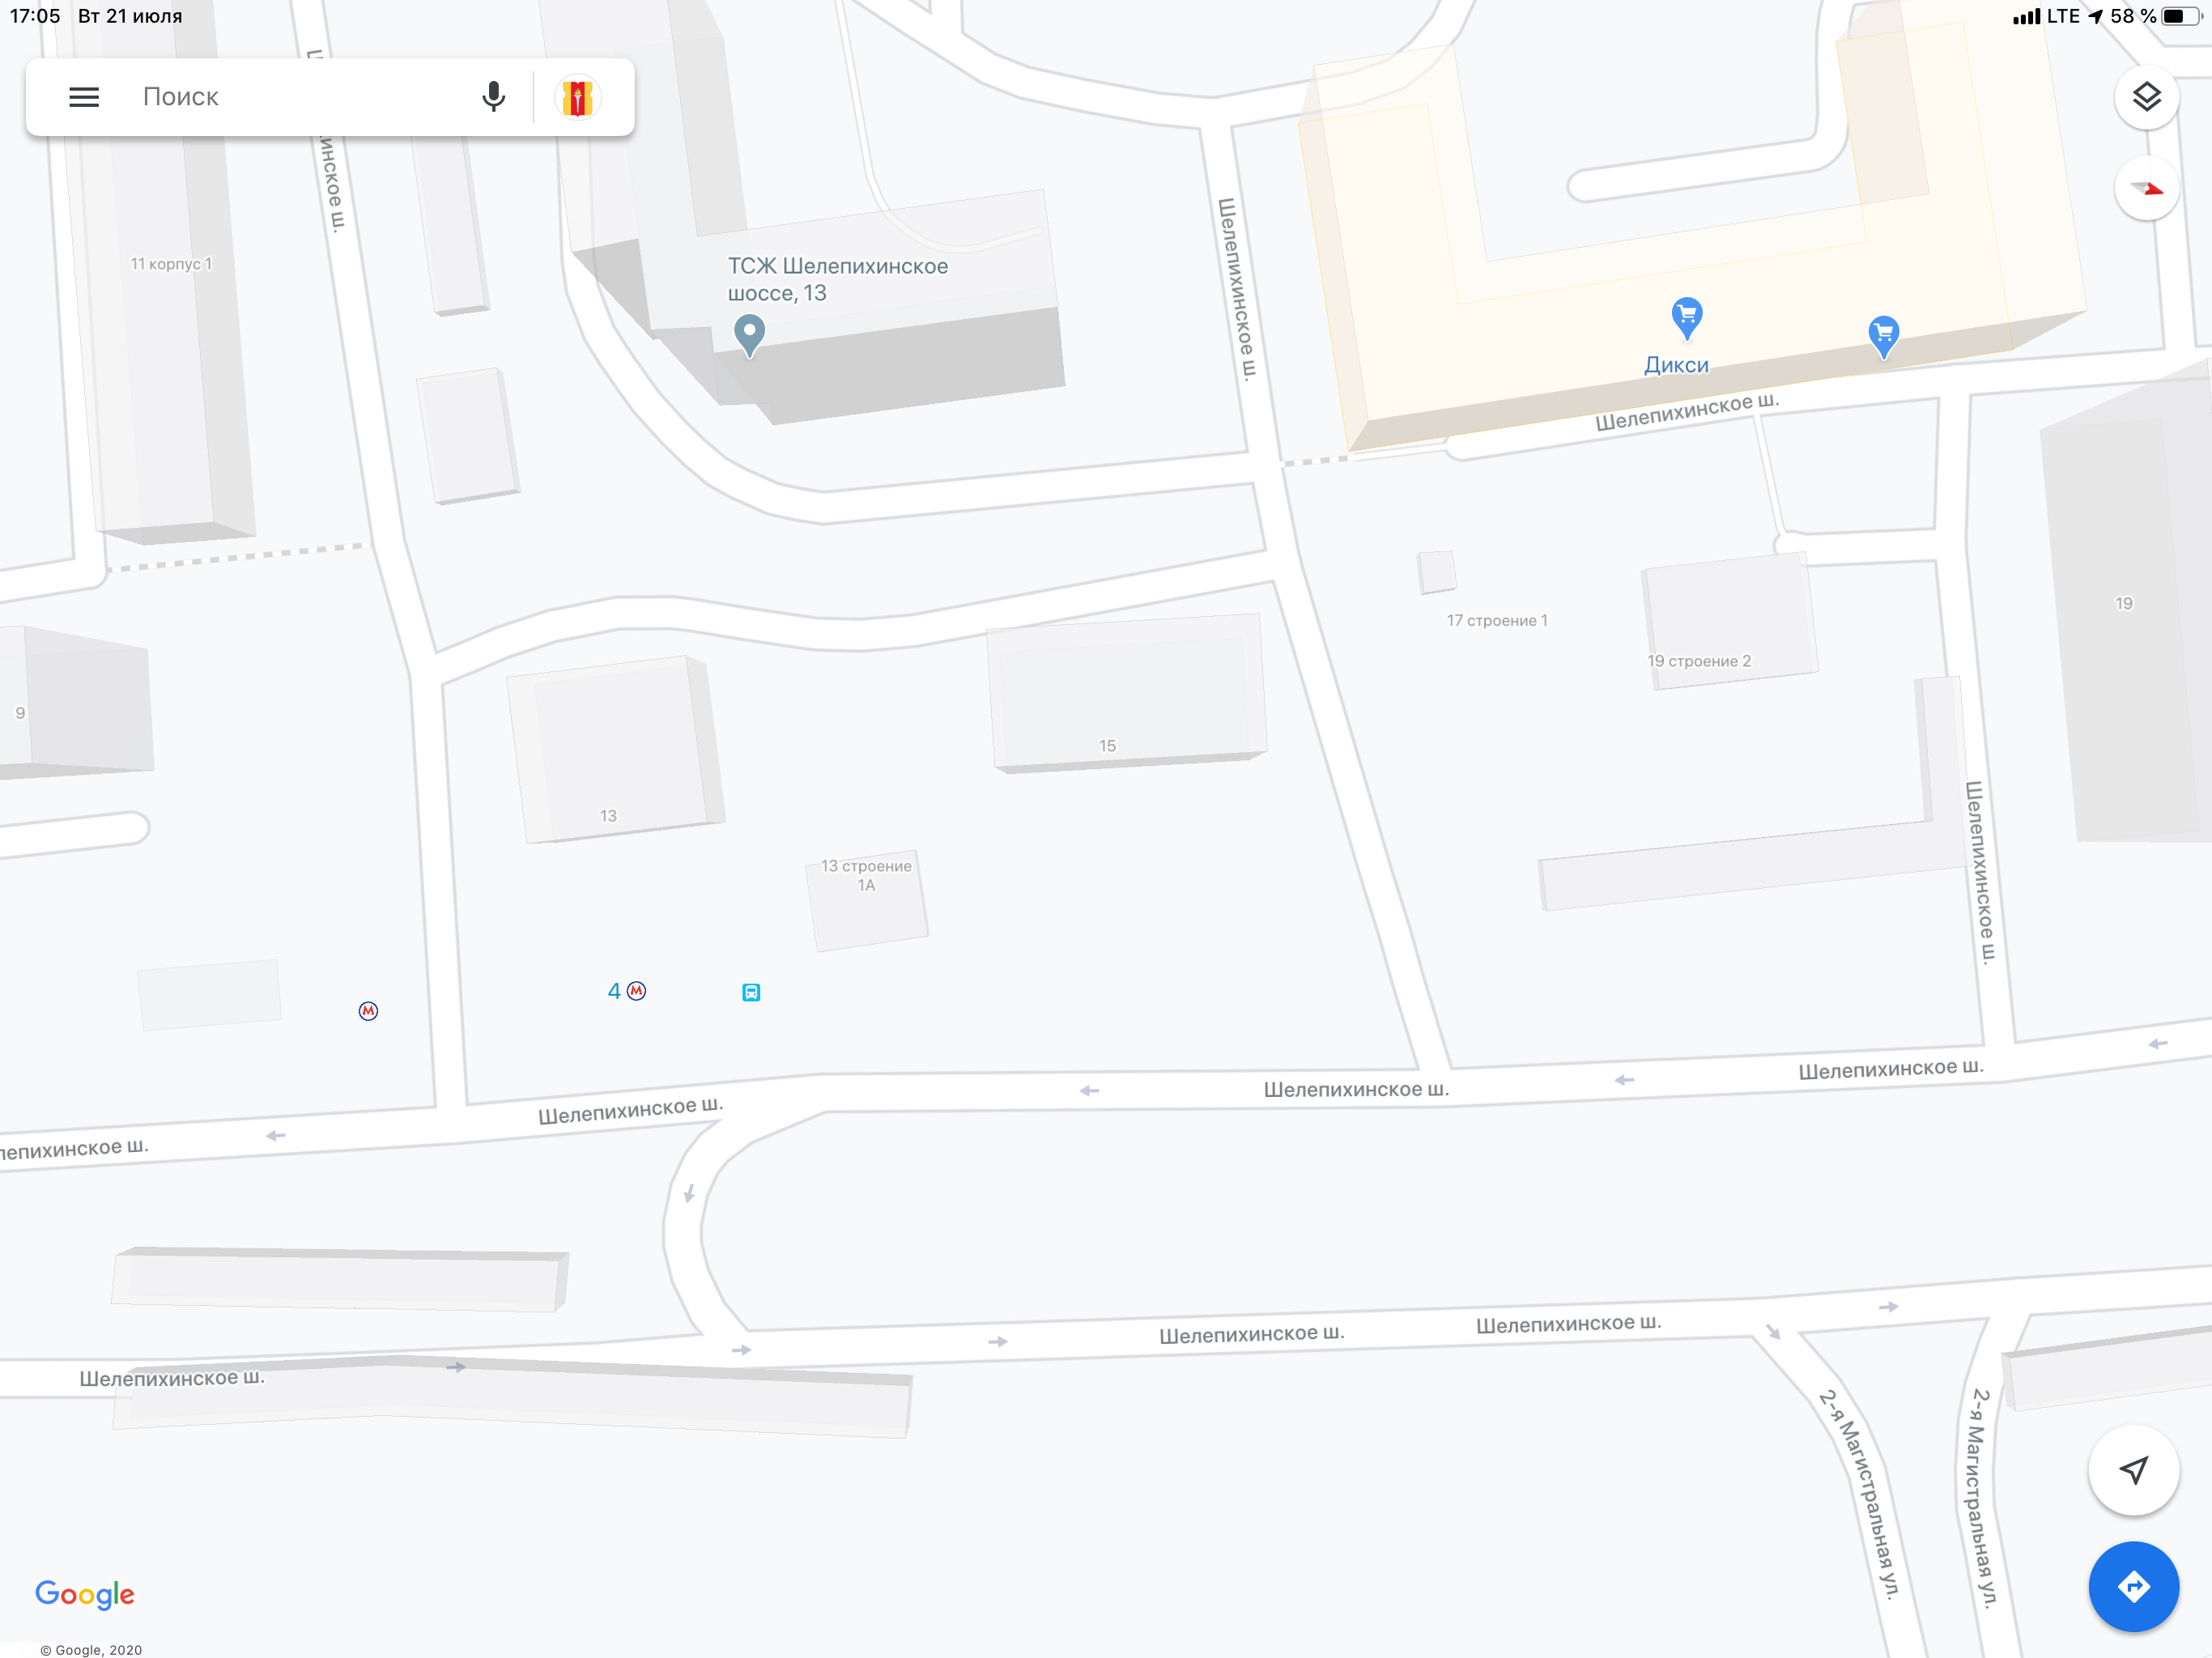 17:05 Вт 21 июля
LTE 58 %
Поиск
инское ш.
11 корпус 1
ТСЖ Шелепихинское
шоссе, 13
Шелепихинское ш.
Дикси
Шелепихинское ш.
17 строение 1
19 строение 2
19
9
15
13
13 строение
1А
Шелепихинское ш.
М
4 М
Шелепихинское ш.
Шелепихинское ш.
Шелепихинское ш.
лепихинское ш.
Шелепихинское ш.
Шелепихинское ш.
Шелепихинское ш.
2-я Магистральная ул.
2-я Магистральная ул.
Google
© Google, 2020